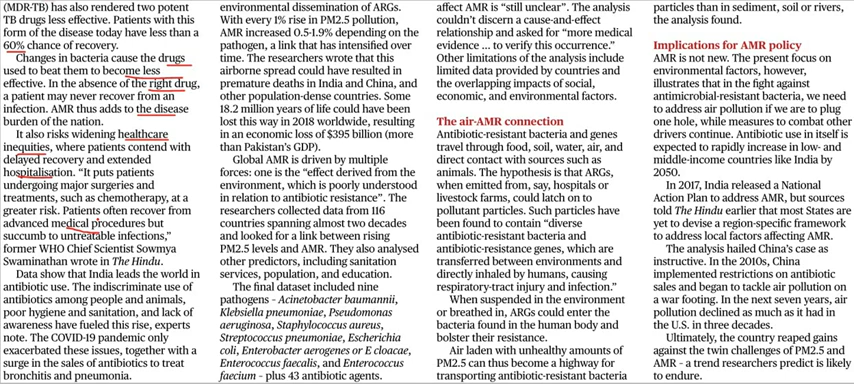 (MDR-TB) has also rendered two potent
TB drugs less effective. Patients with this
form of the disease today have less than a
60% chance of recovery.
Changes in bacteria cause the drugs
used to beat them to become less
effective. In the absence of the right drug,
a patient may never recover from an
infection. AMR thus adds to the disease
burden of the nation.
It also risks widening healthcare
inequities, where patients contend with
delayed recovery and extended
hospitalisation. “It puts patients
undergoing major surgeries and
treatments, such as chemotherapy, at a
greater risk. Patients often recover from
advanced medical procedures but
succumb to untreatable infections,”
former WHO Chief Scientist Sowmya
Swaminathan wrote in The Hindu.
Data show that India leads the world in
antibiotic use. The indiscriminate use of
antibiotics among people and animals,
poor hygiene and sanitation, and lack of
awareness have fueled this rise, experts
note. The COVID-19 pandemic only
exacerbated these issues, together with a
surge in the sales of antibiotics to treat
bronchitis and pneumonia.
environmental dissemination of ARGs.
With every 1% rise in PM2.5 pollution,
AMR increased 0.5-1.9% depending on the
pathogen, a link that has intensified over
time. The researchers wrote that this
airborne spread could have resulted in
premature deaths in India and China, and
other population-dense countries. Some
18.2 million years of life could have been
lost this way in 2018 worldwide, resulting
in an economic loss of $395 billion (more
than Pakistan’s GDP).
Global AMR is driven by multiple
forces: one is the “effect derived from the
environment, which is poorly understood
in relation to antibiotic resistance”. The
researchers collected data from 116
countries spanning almost two decades
and looked for a link between rising
PM2.5 levels and AMR. They also analysed
other predictors, including sanitation
services, population, and education.
The final dataset included nine
pathogens – Acinetobacter baumannii,
Klebsiella pneumoniae, Pseudomonas
aeruginosa, Staphylococcus aureus,
Streptococcus pneumoniae, Escherichia
coli, Enterobacter aerogenes or E cloacae,
Enterococcus faecalis, and Enterococcus
faecium – plus 43 antibiotic agents.
affect AMR is “still unclear”. The analysis
couldn’t discern a cause-and-effect
relationship and asked for “more medical
evidence ... to verify this occurrence.”
Other limitations of the analysis include
limited data provided by countries and
the overlapping impacts of social,
economic, and environmental factors.
The air-AMR connection
Antibiotic-resistant bacteria and genes
travel through food, soil, water, air, and
direct contact with sources such as
animals. The hypothesis is that ARGs,
when emitted from, say, hospitals or
livestock farms, could latch on to
pollutant particles. Such particles have
been found to contain “diverse
antibiotic-resistant bacteria and
antibiotic-resistance genes, which are
transferred between environments and
directly inhaled by humans, causing
respiratory-tract injury and infection.”
When suspended in the environment
or breathed in, ARGs could enter the
bacteria found in the human body and
bolster their resistance.
Air laden with unhealthy amounts of
PM2.5 can thus become a highway for
transporting antibiotic-resistant bacteria
particles than in sediment, soil or rivers,
the analysis found.
Implications for AMR policy
AMR is not new. The present focus on
environmental factors, however,
illustrates that in the fight against
antimicrobial-resistant bacteria, we need
to address air pollution if we are to plug
one hole, while measures to combat other
drivers continue. Antibiotic use in itself is
expected to rapidly increase in low- and
middle-income countries like India by
2050.
In 2017, India released a National
Action Plan to address AMR, but sources
told The Hindu earlier that most States are
yet to devise a region-specific framework
to address local factors affecting AMR.
The analysis hailed China’s case as
instructive. In the 2010s, China
implemented restrictions on antibiotic
sales and began to tackle air pollution on
a war footing. In the next seven years, air
pollution declined as much as it had in
the U.S. in three decades.
Ultimately, the country reaped gains
against the twin challenges of PM2.5 and
AMR – a trend researchers predict is likely
to endure.